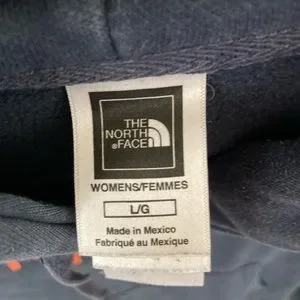 THE
NORTH
®FACE
WOMENS/FEMMES
L/G
Made in Mexico
Fabriqué au Mexique